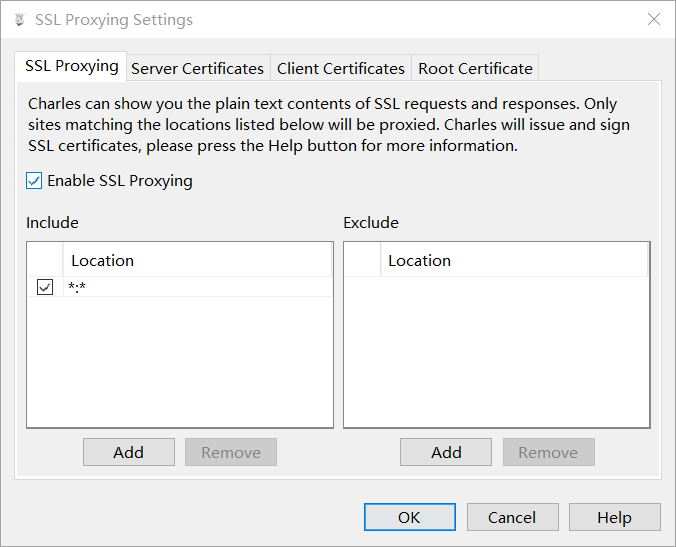 SSL Proxying Settings
SSL Proxying Server Certificates Client Certificates Root Certificate
Charles can show you the plain text contents of SSL requests and responses. Only
sites matching the locations listed below will be proxied. Charles will issue and sign
SSL certificates, please press the Help button for more information.
Enable SSL Proxying
Include Exclude
Location Location
*:*
Add Remove Add Remove
OK Cancel Help